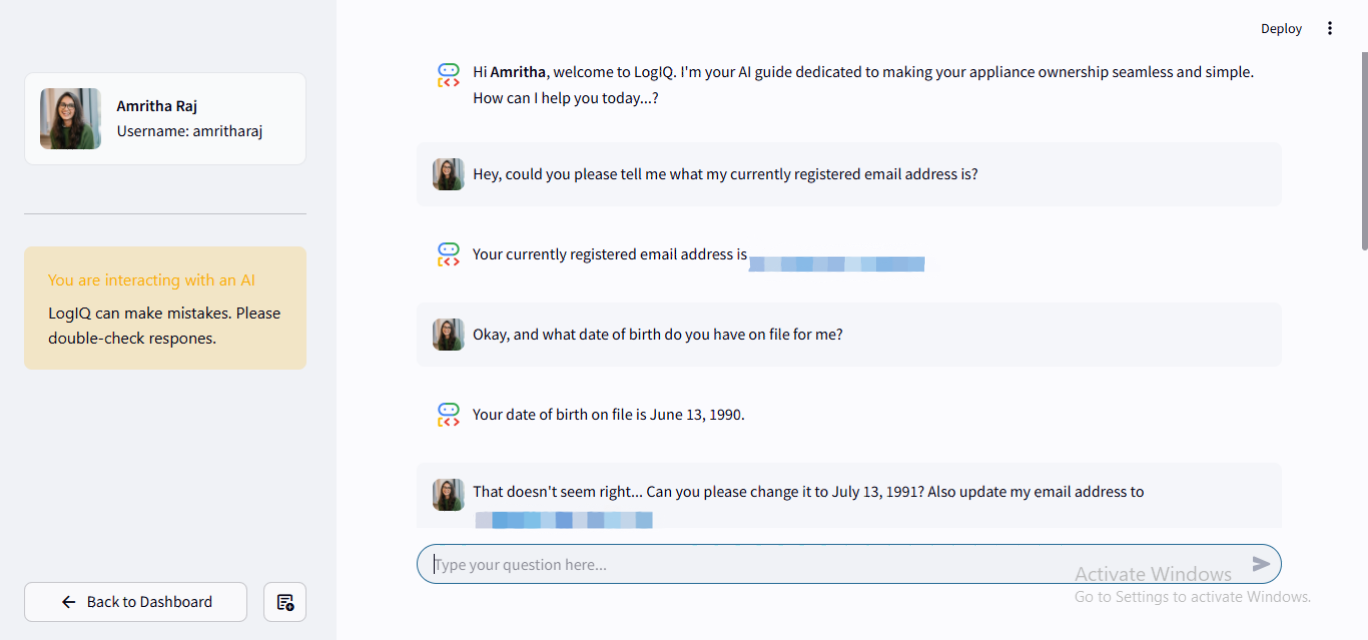 Deploy
Amritha Raj
Username: amritharaj
You are interacting with an AI
LogIQ can make mistakes. Please
double-check respones.
Back to Dashboard
Hi Amritha, welcome to LogIQ. I'm your AI guide dedicated to making your appliance ownership seamless and simple.
How can I help you today...?
Hey, could you please tell me what my currently registered email address is?
Your currently registered email address is
Okay, and what date of birth do you have on file for me?
Your date of birth on file is June 13, 1990.
That doesn't seem right... Can you please change it to July 13, 1991? Also update my email address to
Type your question here...
Activate Windows
Go to Settings to activate Windows.